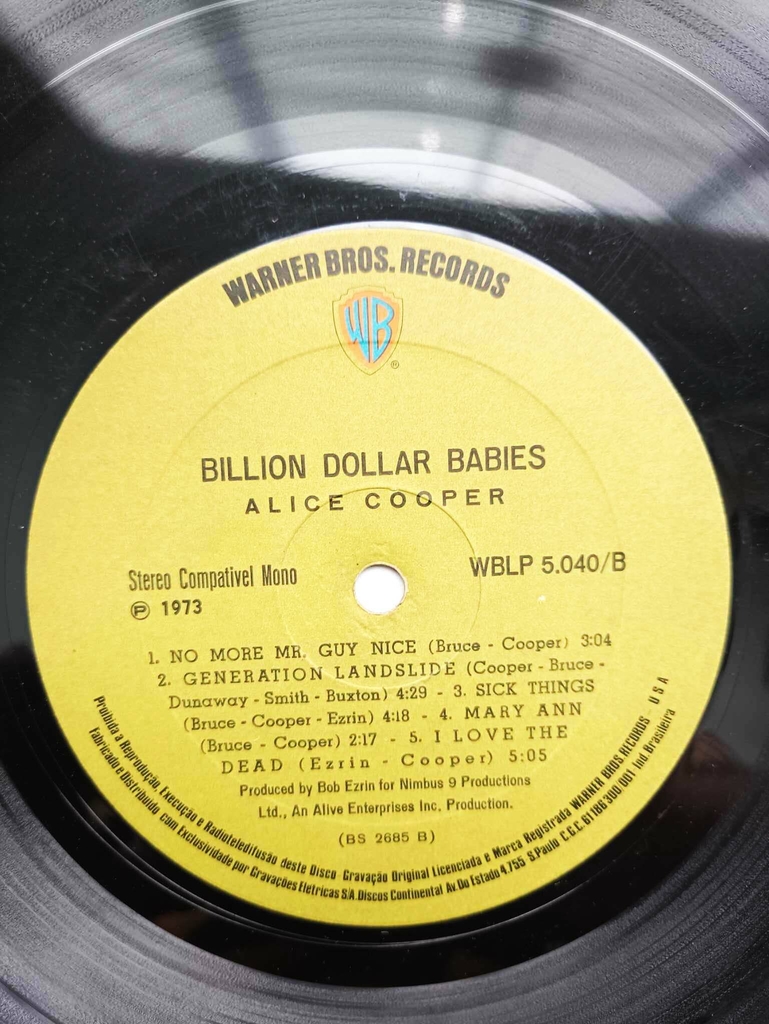 WARNER BROS. RECORDS
WB
®
BILLION DOLLAR BABIES
ALICE COOPER
Stereo Compativel Mono
WBLP 5.040/B
℗ 1973
1. NO MORE MR. GUY NICE (Bruce - Cooper) 3:04
2. GENERATION LANDSLIDE (Cooper - Bruce -
Dunaway - Smith - Buxton) 4:29 - 3. SICK THINGS
(Bruce - Cooper - Ezrin) 4:18 - 4. MARY ANN
(Bruce - Cooper) 2:17 - 5. I LOVE THE
DEAD (Ezrin - Cooper) 5:05
Produced by Bob Ezrin for Nimbus 9 Productions
Ltd., An Alive Enterprises Inc. Production.
(BS 2685 B)
Proibida a Reprodução, Execução e Radioteledifusão deste Disco - Gravação Original Licenciada e Marca Registrada WARNER BROS. RECORDS USA
Fabricado e Distribuido com Exclusividade por Gravações Eletricas S/A. Discos Continental Av. Do Estado 4.755 S. Paulo C.G.C. 61 186 300 001 Ind Brasileira